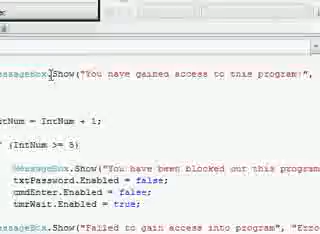 essageBox.Show("You have gained access to this program!",
ntNum = IntNum + 1;
(IntNum >= 5)
MessageBox.Show("You have been blocked out this program
txtPassword.Enabled = false;
cmdEnter.Enabled = false;
tmrWait.Enabled = true;
essageBox.Show("Failed to gain access into program", "Erro